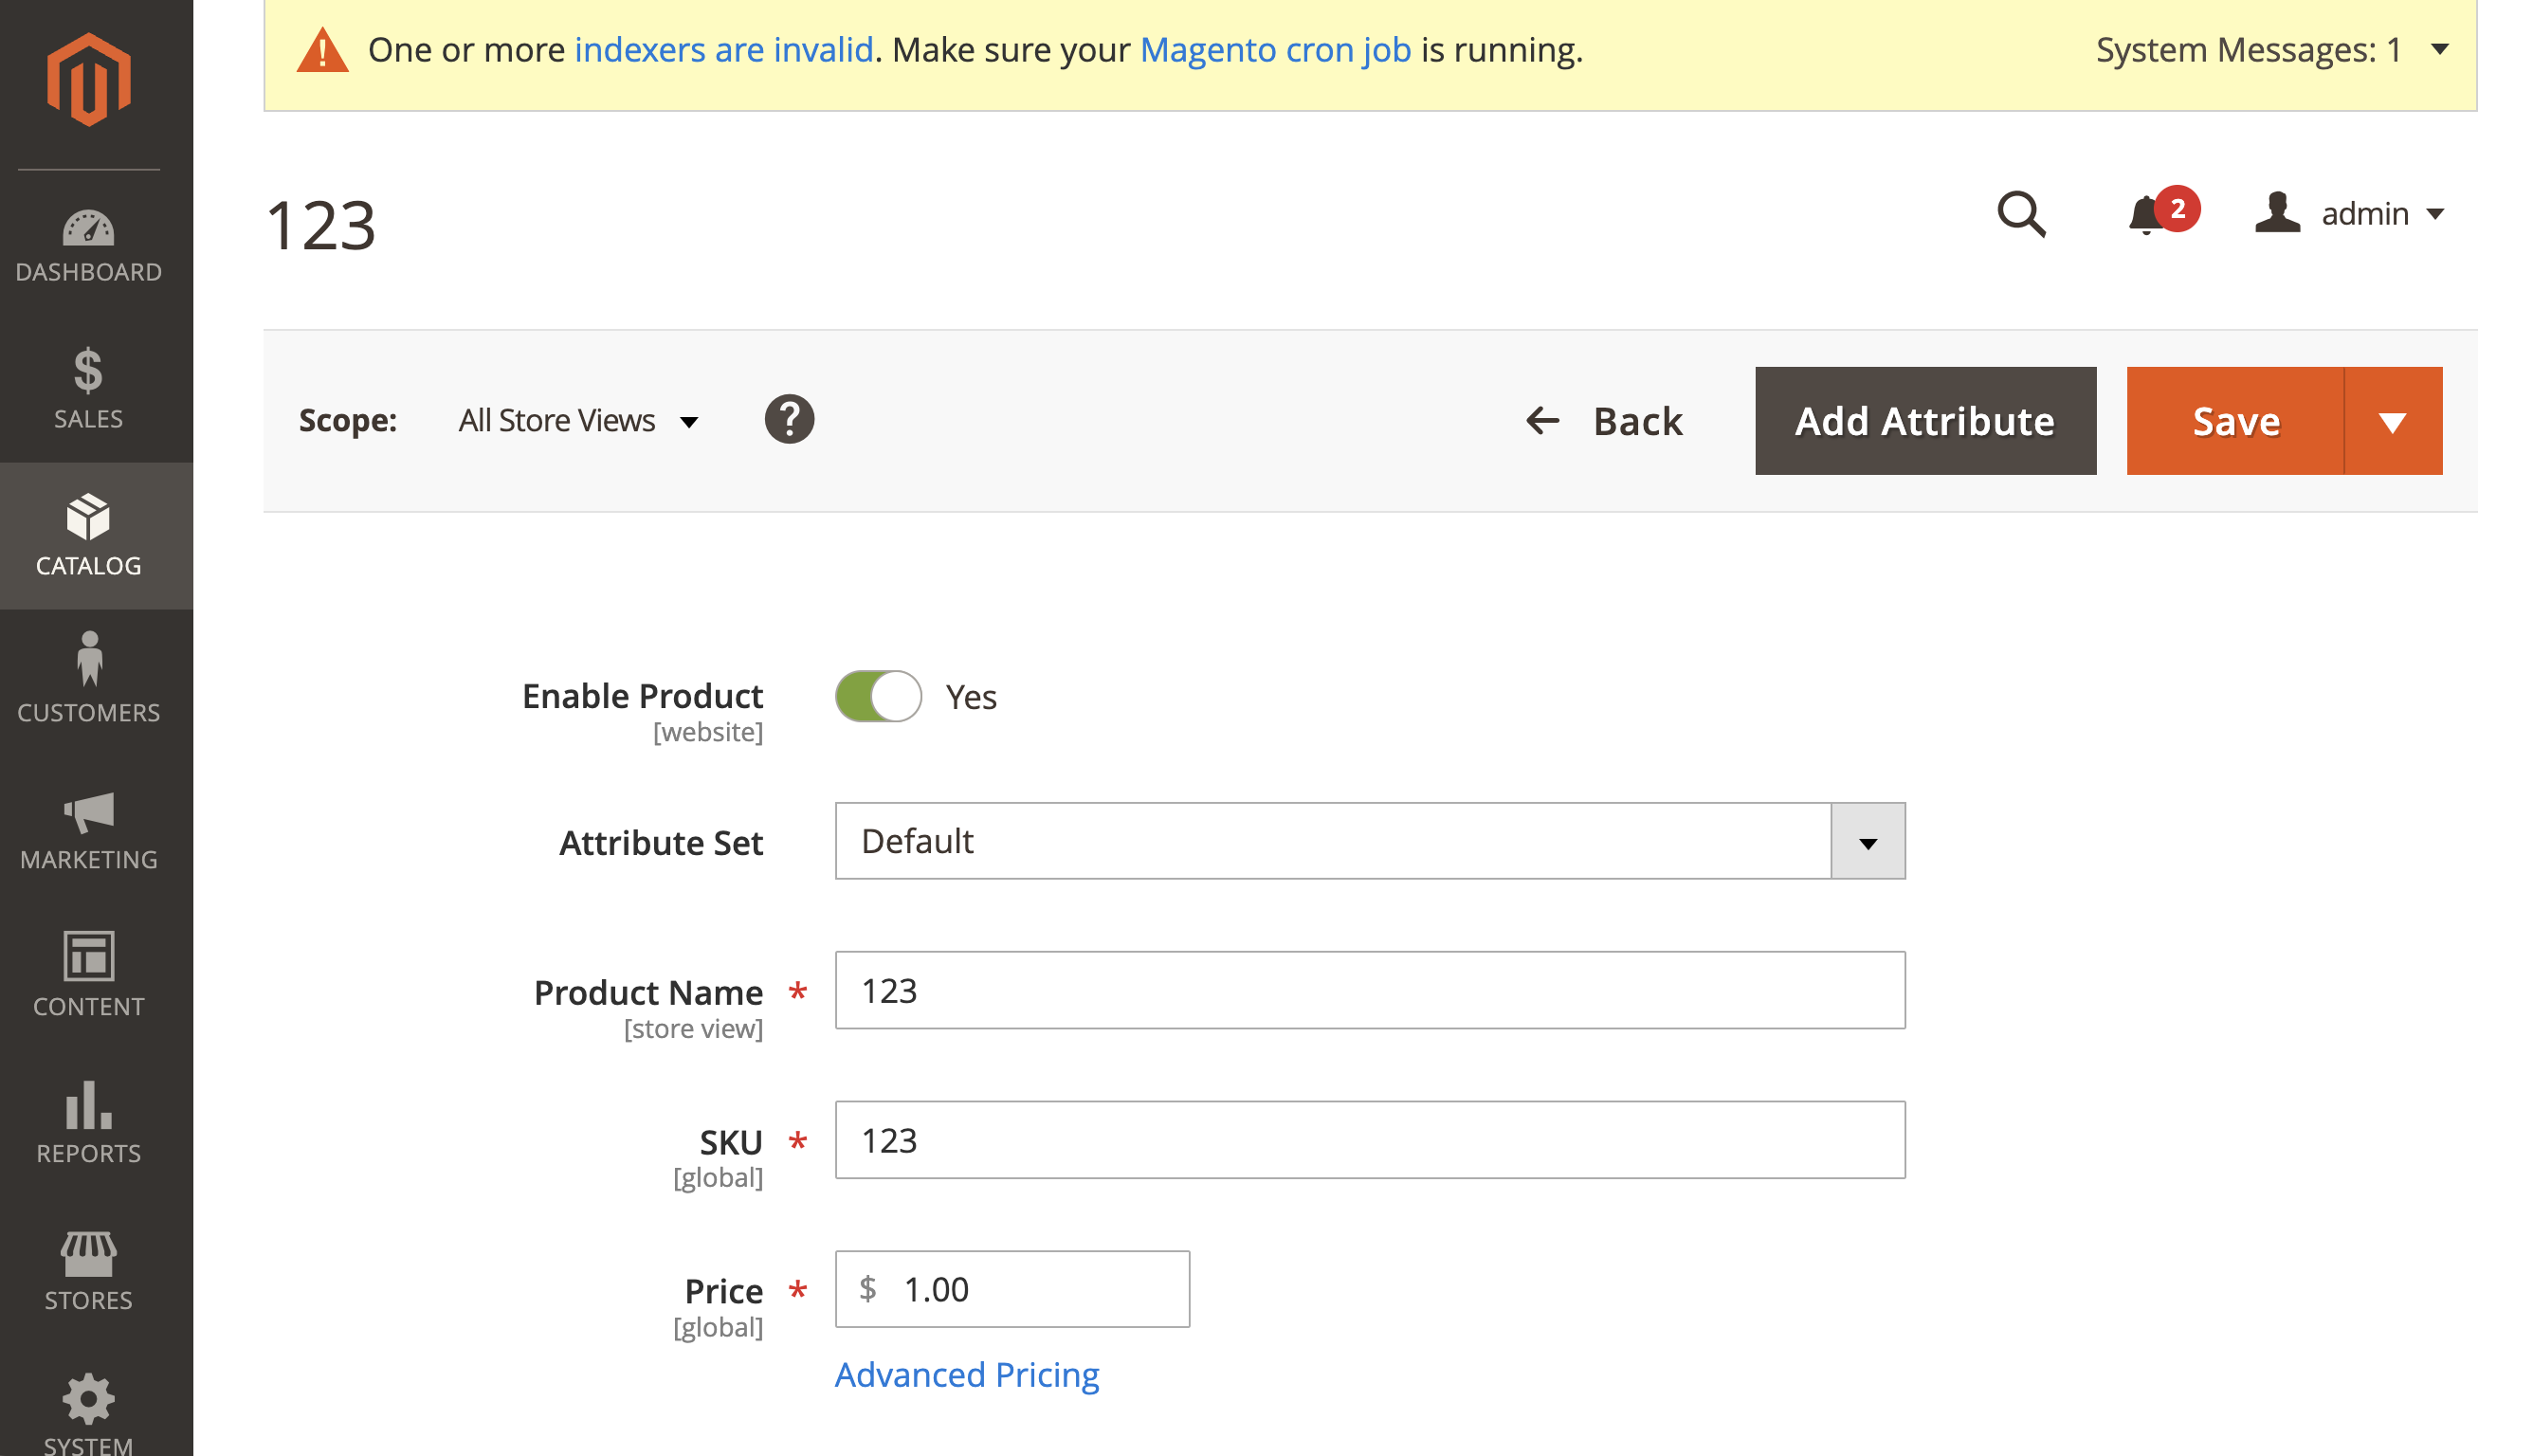 One or more indexers are invalid. Make sure your Magento cron job is running.
System Messages: 1
123
2
admin
DASHBOARD
SALES
CATALOG
CUSTOMERS
MARKETING
CONTENT
REPORTS
STORES
SYSTEM
Scope: All Store Views ?
Back
Add Attribute
Save
Enable Product
[website]
Yes
Attribute Set
Default
Product Name *
[store view]
123
SKU *
[global]
123
Price *
[global]
$ 1.00
Advanced Pricing